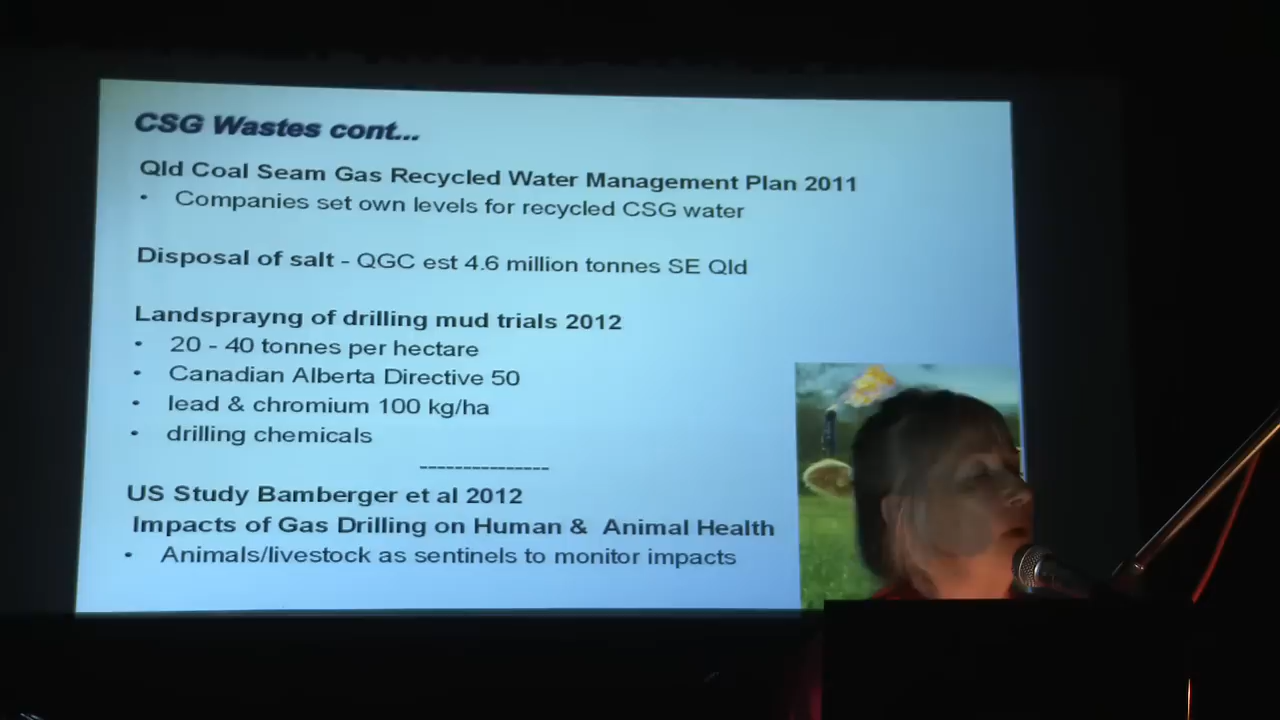 CSG Wastes cont...
Qld Coal Seam Gas Recycled Water Management Plan 2011
• Companies set own levels for recycled CSG water
Disposal of salt - QGC est 4.6 million tonnes SE Qld
Landsprayng of drilling mud trials 2012
• 20 - 40 tonnes per hectare
• Canadian Alberta Directive 50
• lead & chromium 100 kg/ha
• drilling chemicals
---------------
US Study Bamberger et al 2012
Impacts of Gas Drilling on Human & Animal Health
• Animals/livestock as sentinels to monitor impacts